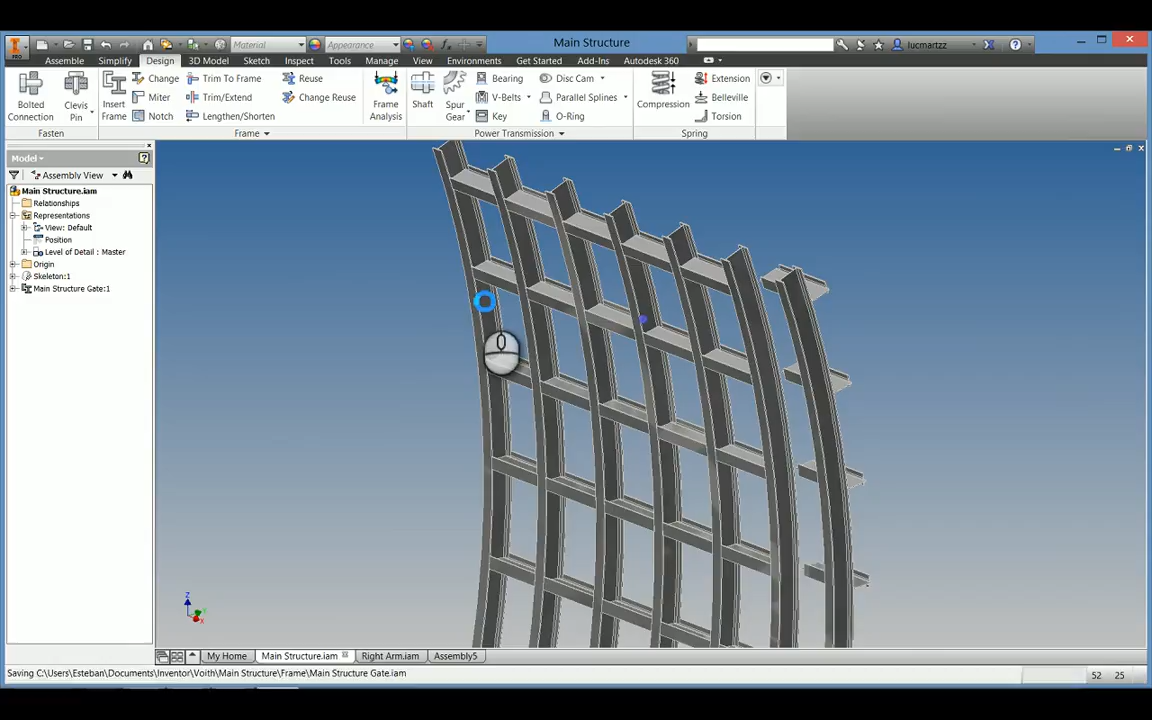 Material
Appearance
Main Structure
lucmartzz
PRO
Assemble Simplify Design 3D Model Sketch Inspect Tools Manage View Environments Get Started Add-Ins Autodesk 360
Change Trim To Frame Reuse Bearing Disc Cam Extension
Bolted Connection Clevis Pin Insert Frame Miter Trim/Extend Change Reuse Frame Analysis Shaft Spur Gear V-Belts Parallel Splines Compression Belleville
Notch Lengthen/Shorten Key O-Ring Torsion
Fasten Frame Power Transmission Spring
Model
Assembly View
Main Structure.iam
Relationships
Representations
View: Default
Position
Level of Detail : Master
Origin
Skeleton:1
Main Structure Gate:1
Z
Y
X
My Home Main Structure.iam Right Arm.iam Assembly5
Saving C:\Users\Esteban\Documents\Inventor\Voith\Main Structure\Frame\Main Structure Gate.iam 52 25